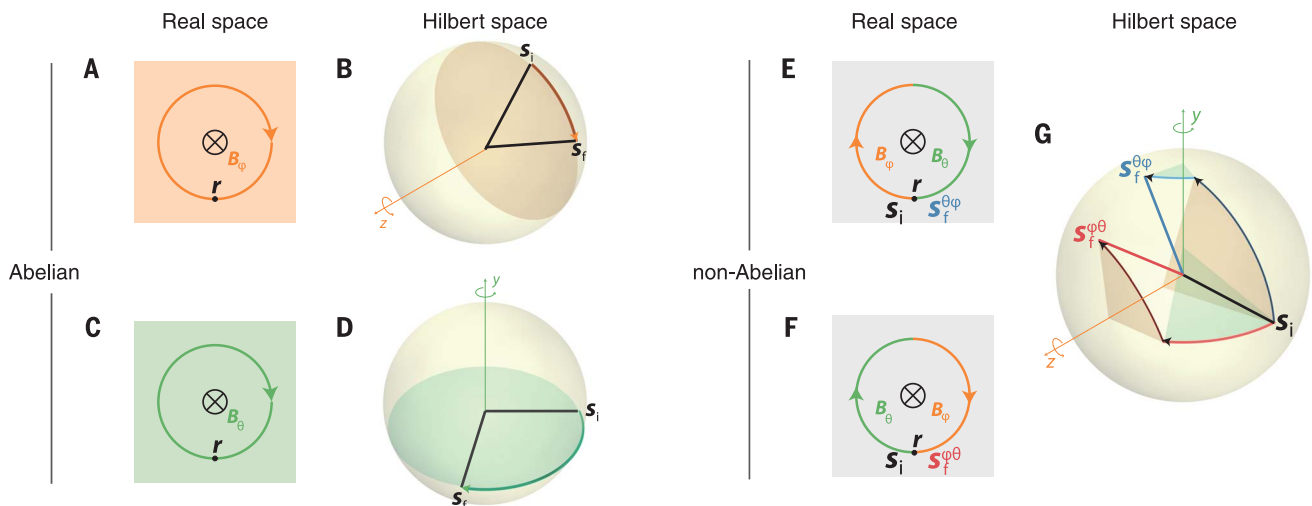 Real space
Hilbert space
Real space
Hilbert space
Abelian
A
B_φ
r
B
s_i
s_f
z
C
B_θ
r
D
y
s_i
s_f
non-Abelian
E
B_φ
B_θ
r
s_i
s_f^θφ
F
B_θ
B_φ
r
s_i
s_f^φθ
G
y
s_f^θφ
s_f^φθ
s_i
z